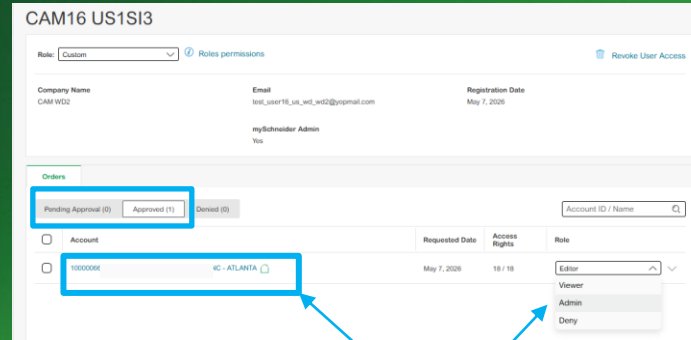 CAM16 US1SI3
Role: Custom Roles permissions Revoke User Access
Company Name Email Registration Date
CAM WD2 test_user16_us_wd_wd2@yopmail.com May 7, 2026
mySchneider Admin
Yes
Orders
Pending Approval (0) Approved (1) Denied (0) Account ID / Name
Account Requested Date Access Rights Role
1000006 IC - ATLANTA May 7, 2026 18 / 18 Editor
Viewer
Admin
Deny